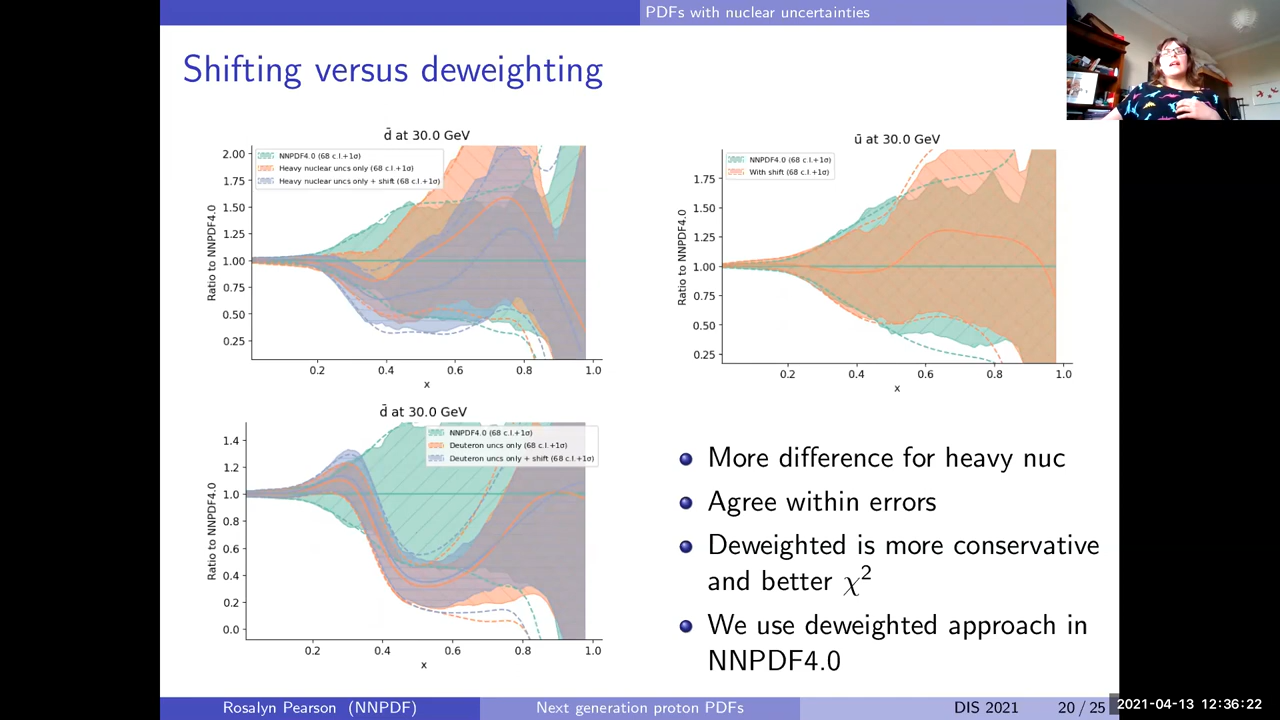 PDFs with nuclear uncertainties
Shifting versus deweighting
d̄ at 30.0 GeV
NNPDF4.0 (68 c.l.+1σ)
Heavy nuclear uncs only (68 c.l.+1σ)
Heavy nuclear uncs only + shift (68 c.l.+1σ)
Ratio to NNPDF4.0
2.00
1.75
1.50
1.25
1.00
0.75
0.50
0.25
0.2 0.4 0.6 0.8 1.0
x
ū at 30.0 GeV
NNPDF4.0 (68 c.l.+1σ)
With shift (68 c.l.+1σ)
Ratio to NNPDF4.0
1.75
1.50
1.25
1.00
0.75
0.50
0.25
0.2 0.4 0.6 0.8 1.0
x
d̄ at 30.0 GeV
NNPDF4.0 (68 c.l.+1σ)
Deuteron uncs only (68 c.l.+1σ)
Deuteron uncs only + shift (68 c.l.+1σ)
Ratio to NNPDF4.0
1.4
1.2
1.0
0.8
0.6
0.4
0.2
0.0
0.2 0.4 0.6 0.8 1.0
x
More difference for heavy nuc
Agree within errors
Deweighted is more conservative
and better χ²
We use deweighted approach in
NNPDF4.0
Rosalyn Pearson (NNPDF) Next generation proton PDFs DIS 2021 20 / 25
2021-04-13 12:36:22